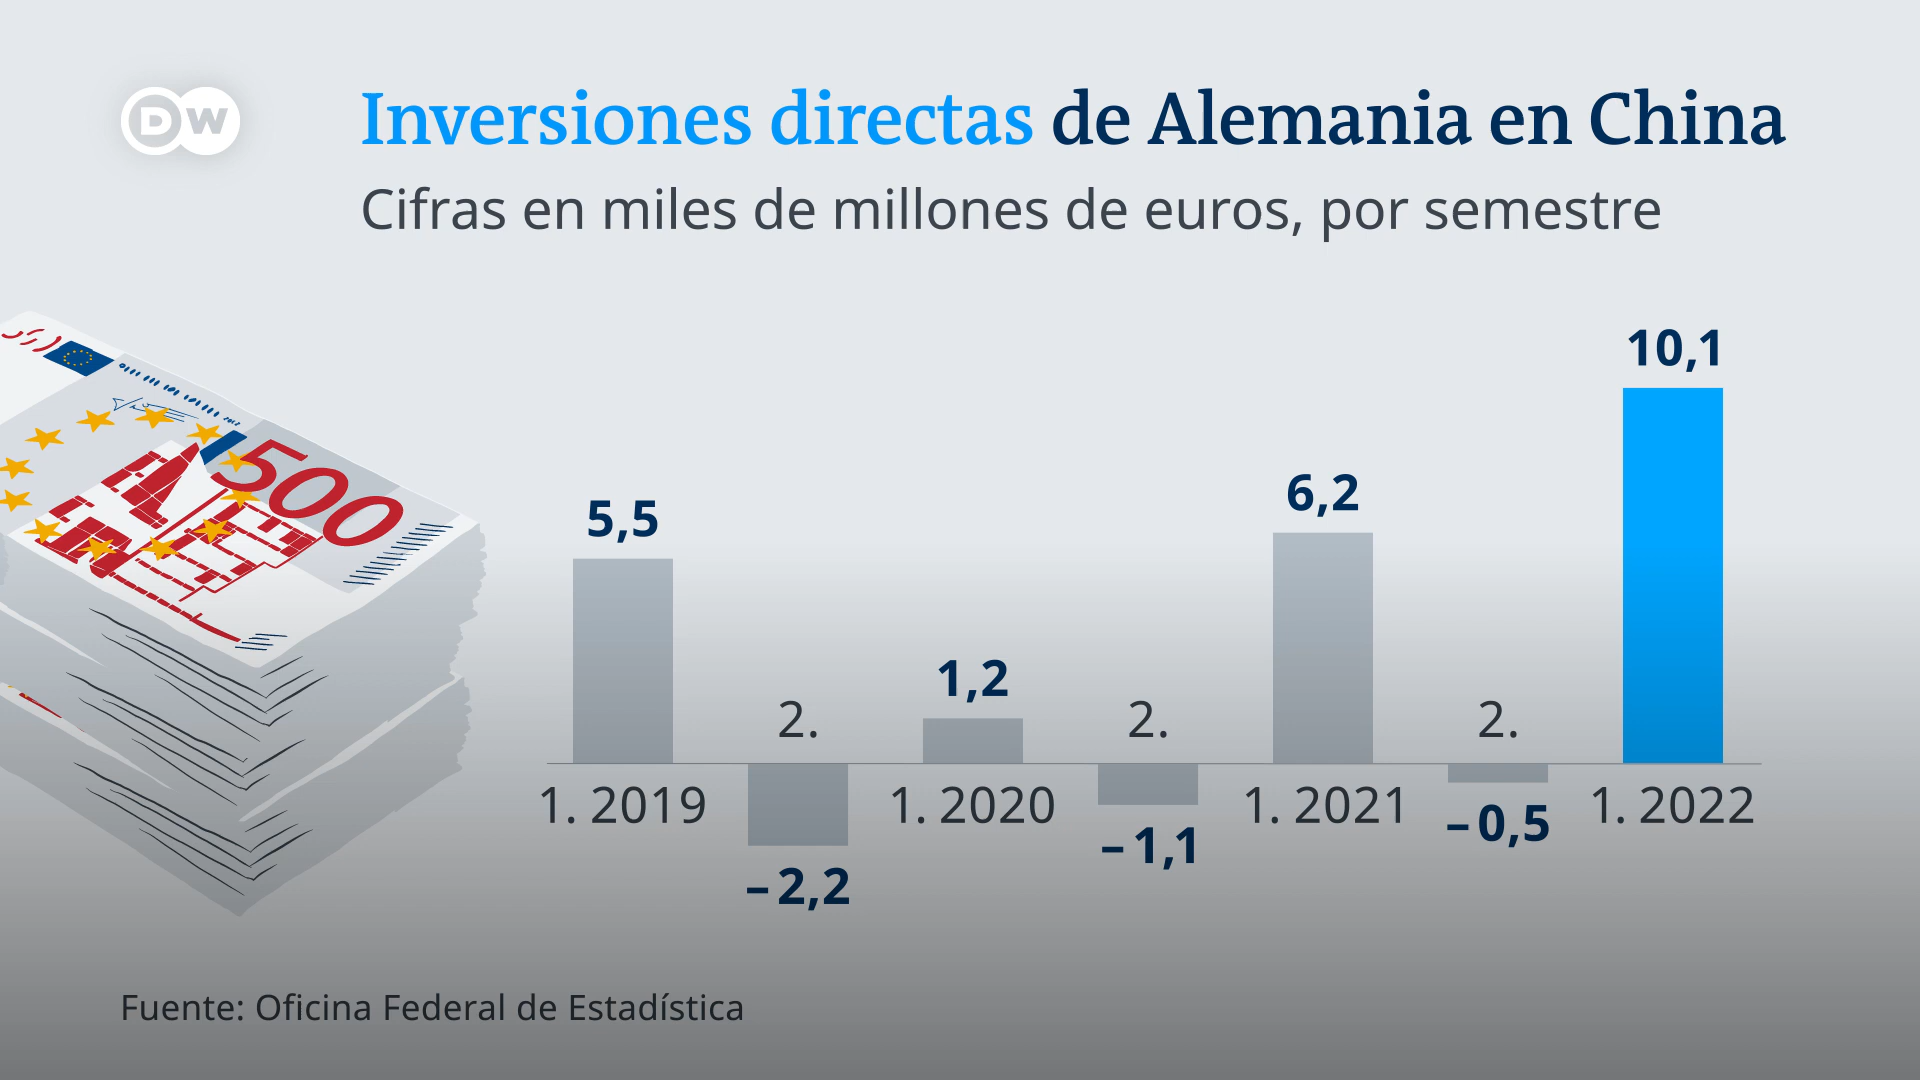 DW
Inversiones directas de Alemania en China
Cifras en miles de millones de euros, por semestre
500
10,1
6,2
5,5
1,2
2. 2. 2.
1. 2019 1. 2020 1. 2021 1. 2022
–0,5
–1,1
–2,2
Fuente: Oficina Federal de Estadística